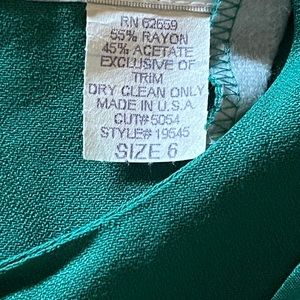 RN 62659
55% RAYON
45% ACETATE
EXCLUSIVE OF
TRIM
DRY CLEAN ONLY
MADE IN U.S.A.
CUT# 5054
STYLE# 19545
SIZE 6